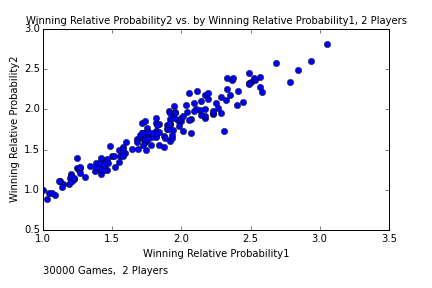 Winning Relative Probability2 vs. by Winning Relative Probability1, 2 Players
3.0
2.5
2.0
1.5
1.0
0.5
Winning Relative Probability2
1.0 1.5 2.0 2.5 3.0 3.5
Winning Relative Probability1
30000 Games, 2 Players